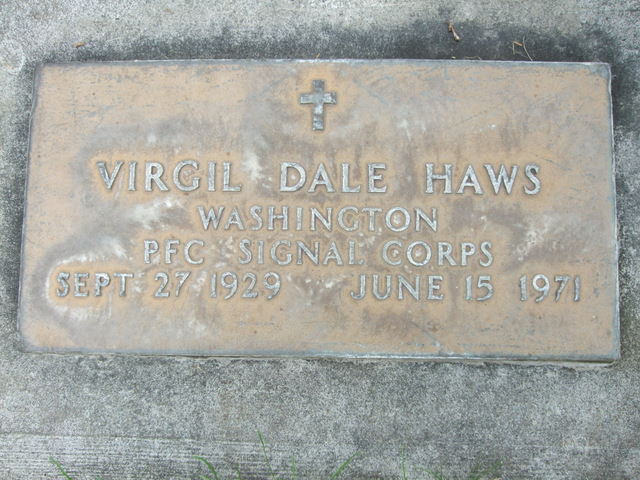 VIRGIL DALE HAWS
WASHINGTON
PFC SIGNAL CORPS
SEPT 27 1929 JUNE 15 1971